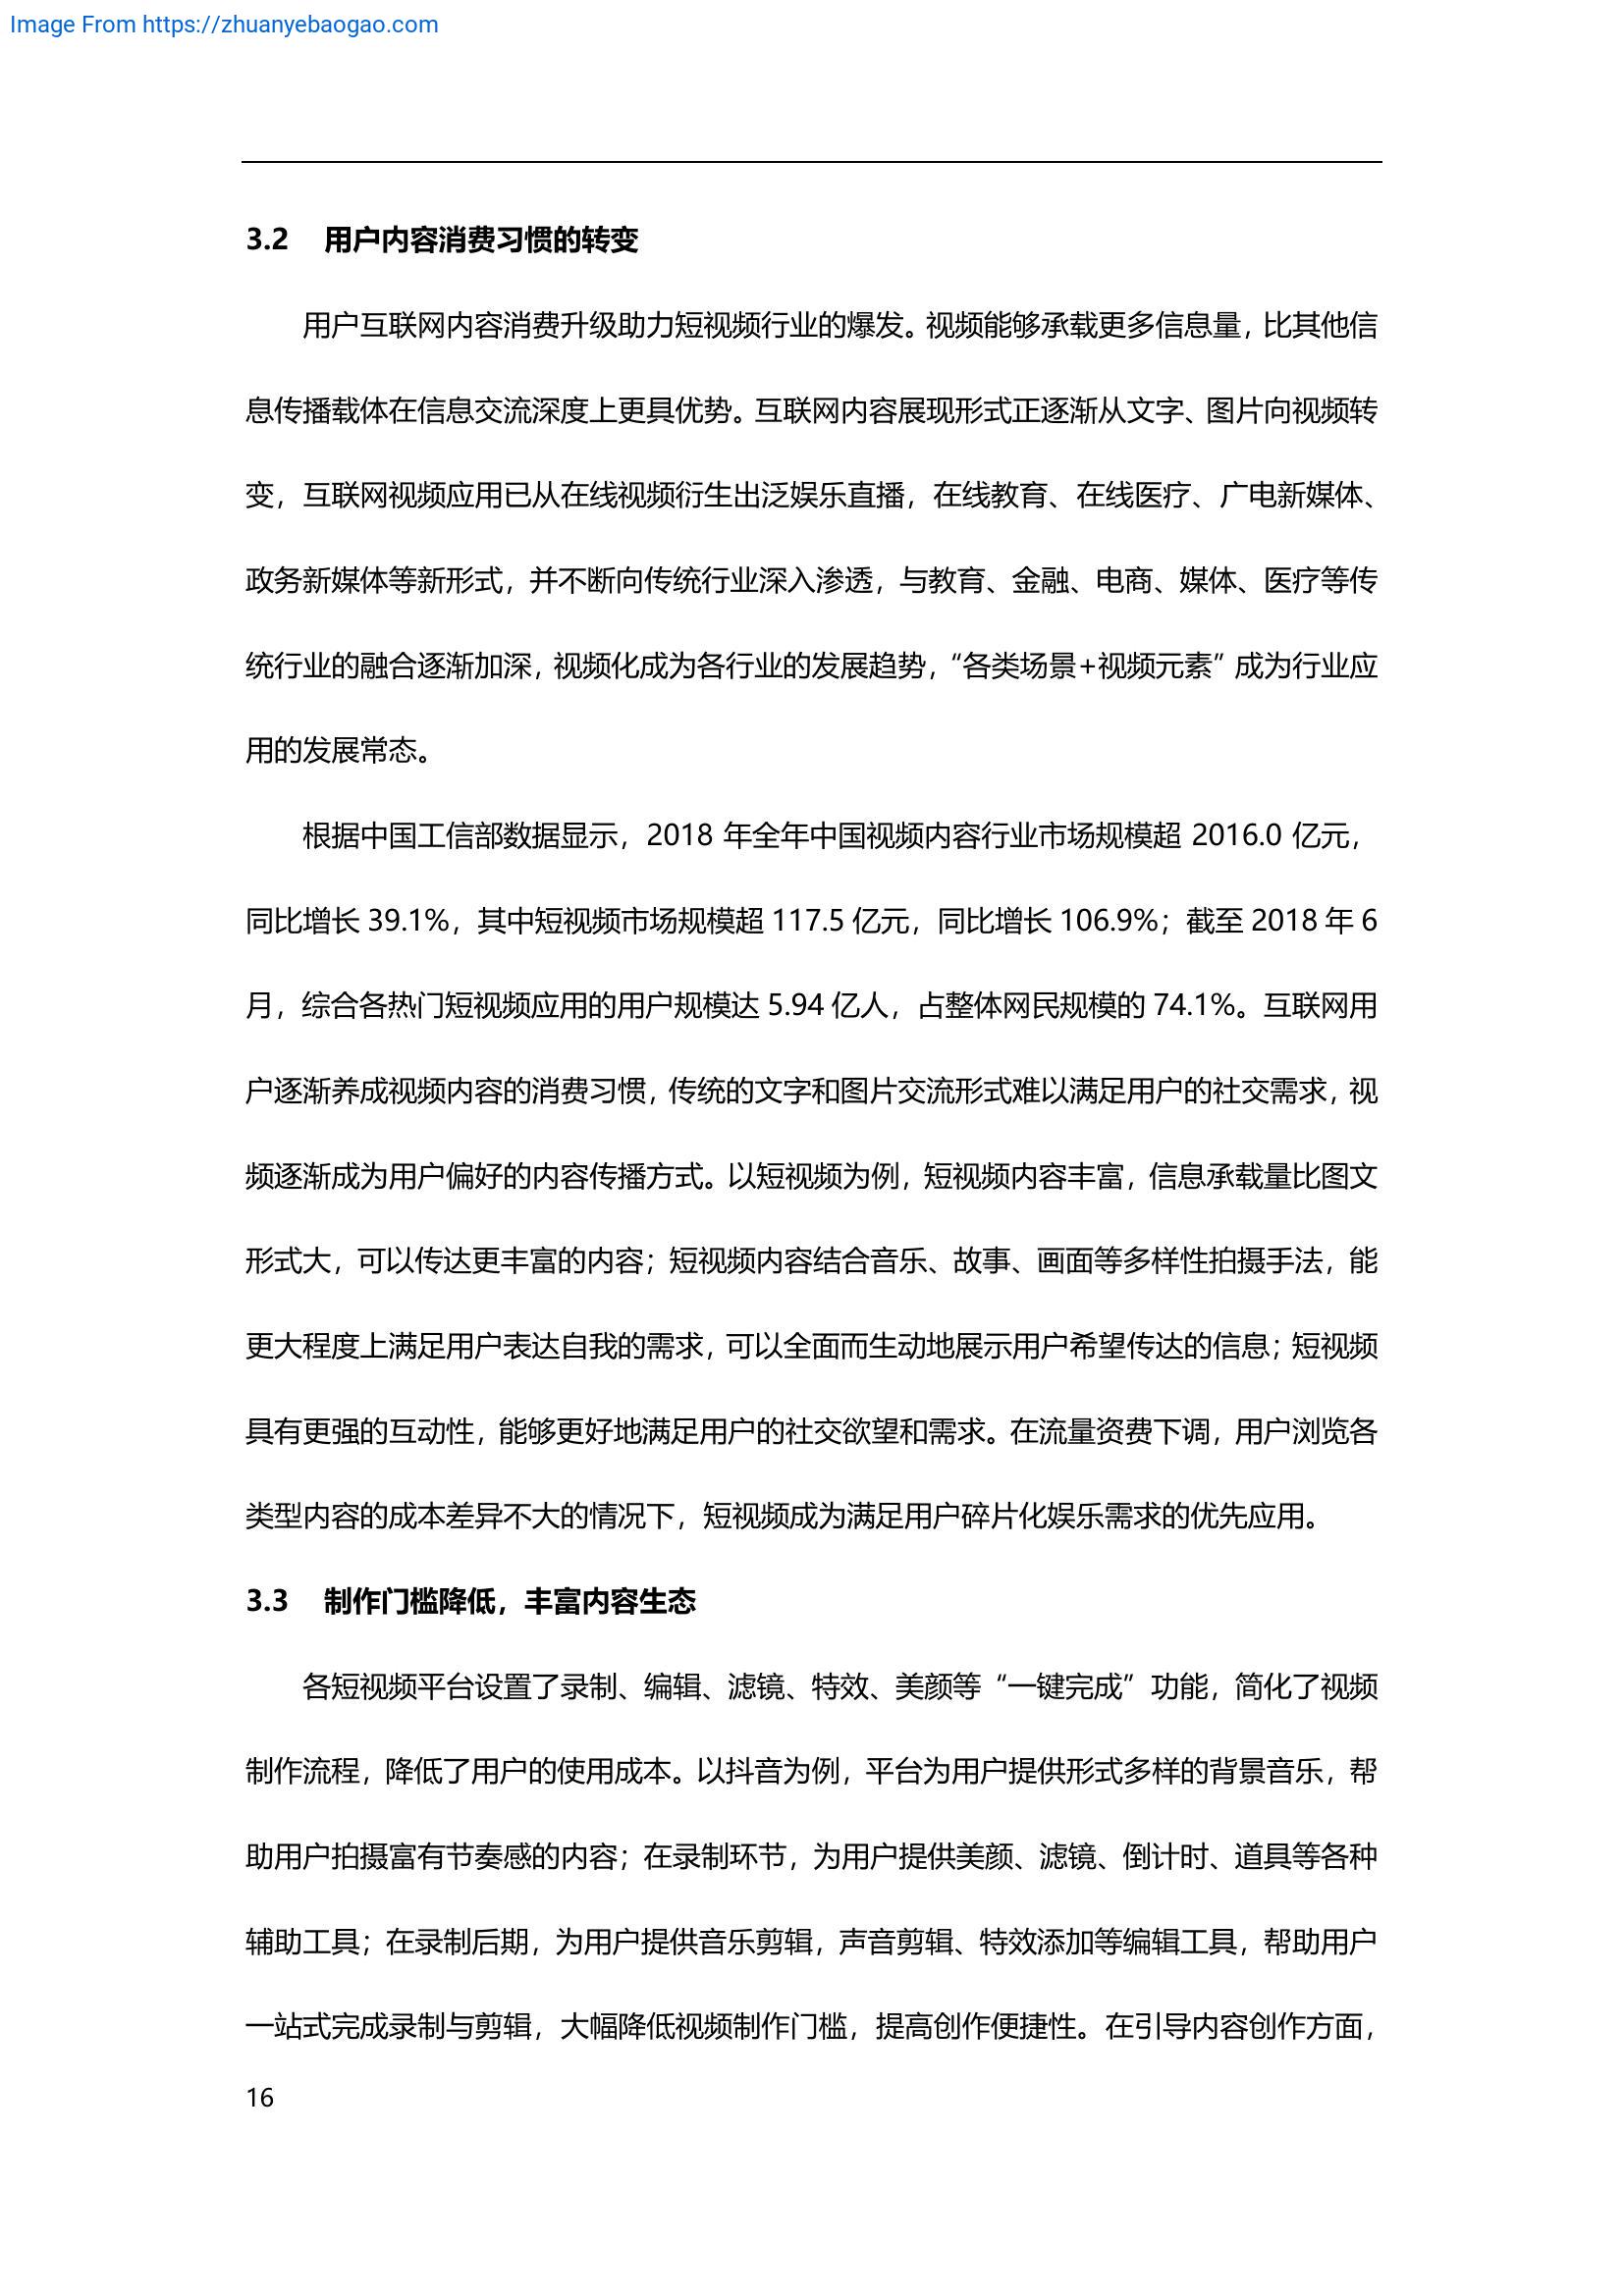 Image From https://zhuanyebaogao.com
3.2 用户内容消费习惯的转变
用户互联网内容消费升级助力短视频行业的爆发。视频能够承载更多信息量，比其他信
息传播载体在信息交流深度上更具优势。互联网内容展现形式正逐渐从文字、图片向视频转
变，互联网视频应用已从在线视频衍生出泛娱乐直播，在线教育、在线医疗、广电新媒体、
政务新媒体等新形式，并不断向传统行业深入渗透，与教育、金融、电商、媒体、医疗等传
统行业的融合逐渐加深，视频化成为各行业的发展趋势，“各类场景+视频元素”成为行业应
用的发展常态。
根据中国工信部数据显示，2018 年全年中国视频内容行业市场规模超 2016.0 亿元，
同比增长 39.1%，其中短视频市场规模超 117.5 亿元，同比增长 106.9%；截至 2018 年 6
月，综合各热门短视频应用的用户规模达 5.94 亿人，占整体网民规模的 74.1%。互联网用
户逐渐养成视频内容的消费习惯，传统的文字和图片交流形式难以满足用户的社交需求，视
频逐渐成为用户偏好的内容传播方式。以短视频为例，短视频内容丰富，信息承载量比图文
形式大，可以传达更丰富的内容；短视频内容结合音乐、故事、画面等多样性拍摄手法，能
更大程度上满足用户表达自我的需求，可以全面而生动地展示用户希望传达的信息；短视频
具有更强的互动性，能够更好地满足用户的社交欲望和需求。在流量资费下调，用户浏览各
类型内容的成本差异不大的情况下，短视频成为满足用户碎片化娱乐需求的优先应用。
3.3 制作门槛降低，丰富内容生态
各短视频平台设置了录制、编辑、滤镜、特效、美颜等“一键完成”功能，简化了视频
制作流程，降低了用户的使用成本。以抖音为例，平台为用户提供形式多样的背景音乐，帮
助用户拍摄富有节奏感的内容；在录制环节，为用户提供美颜、滤镜、倒计时、道具等各种
辅助工具；在录制后期，为用户提供音乐剪辑，声音剪辑、特效添加等编辑工具，帮助用户
一站式完成录制与剪辑，大幅降低视频制作门槛，提高创作便捷性。在引导内容创作方面，
16